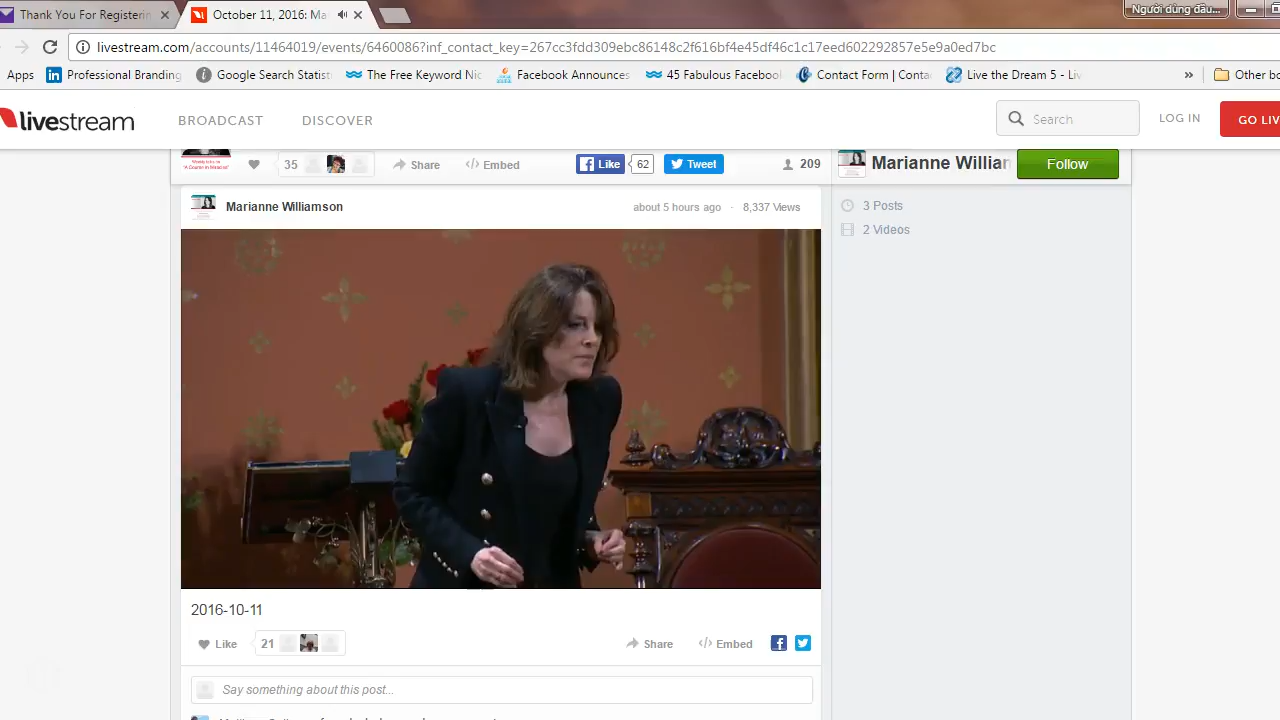 Người dùng đầu...
Thank You For Registerin
October 11, 2016: Ma
livestream.com/accounts/11464019/events/6460086?inf_contact_key=267cc3fdd309ebc86148c2f616f4e45df46c1c17eed602292857e5e9a0ed7bc
Apps Professional Branding Google Search Statist The Free Keyword Nic Facebook Announces 45 Fabulous Facebook Contact Form | Conta Live the Dream 5 - Liv » Other bo
livestream BROADCAST DISCOVER Search LOG IN GO LIV
35 Share Embed Like 62 Tweet 209 Marianne Willian Follow
Marianne Williamson about 5 hours ago · 8,337 Views
3 Posts
2 Videos
2016-10-11
Like 21 Share Embed
Say something about this post...